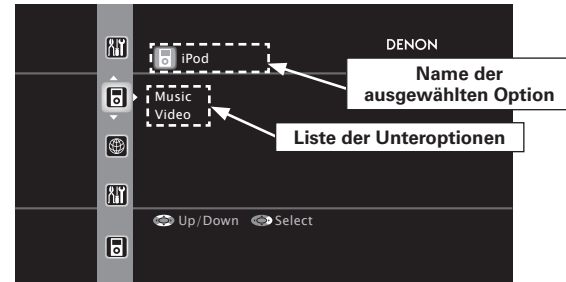 iPod
DENON
Name der
ausgewählten Option
Music
Video
Liste der Unteroptionen
Up/Down Select